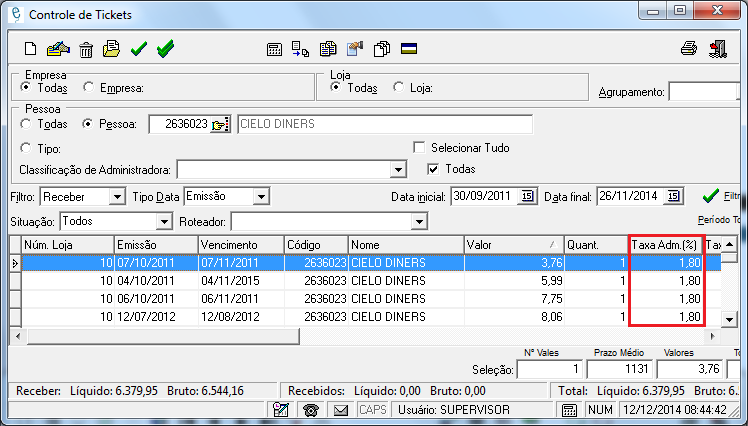 Controle de Tickets
Empresa
Todas Empresa:
Loja
Todas Loja:
Agrupamento:
Pessoa
Todas Pessoa: 2636023 CIELO DINERS
Tipo: Selecionar Tudo
Classificação de Administradora: Todas
Filtro: Receber Tipo Data Emissão Data inicial: 30/09/2011 15 Data final: 26/11/2014 15 Filtr
Situação: Todos Roteador: Período To
Núm. Loja Emissão Vencimento Código Nome Valor Quant. Taxa Adm.(%) Tax
10 07/10/2011 07/11/2011 2636023 CIELO DINERS 3,76 1 1,80
10 04/10/2011 04/11/2015 2636023 CIELO DINERS 5,99 1 1,80
10 06/10/2011 06/11/2011 2636023 CIELO DINERS 7,75 1 1,80
10 12/07/2012 12/08/2012 2636023 CIELO DINERS 8,06 1 1,80
Nº Vales Prazo Médio Valores To
Seleção: 1 1131 3,76
Receber: Líquido: 6.379,95 Bruto: 6.544,16 Recebidos: Líquido: 0,00 Bruto: 0,00 Total: Líquido: 6.379,95 Bruto: 6.
CAPS Usuário: SUPERVISOR NUM 12/12/2014 08:44:42